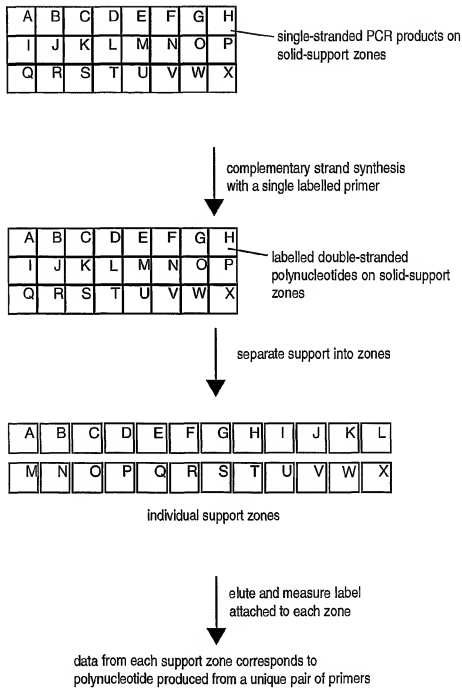 A B C D E F G H
I J K L M N O P
Q R S T U V W X
single-stranded PCR products on
solid-support zones
complementary strand synthesis
with a single labelled primer
A B C D E F G H
I J K L M N O P
Q R S T U V W X
labelled double-stranded
polynucleotides on solid-support
zones
separate support into zones
A B C D E F G H I J K L
M N O P Q R S T U V W X
individual support zones
elute and measure label
attached to each zone
data from each support zone corresponds to
polynucleotide produced from a unique pair of primers